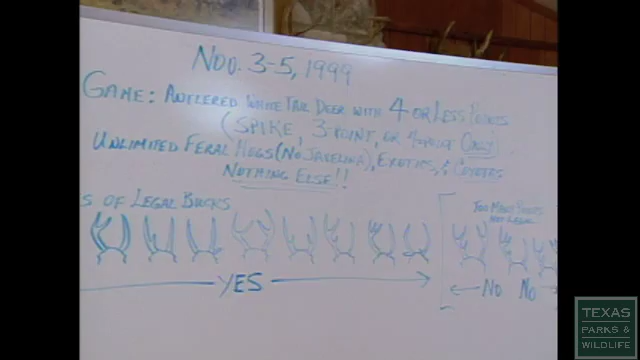 NOV. 3-5, 1999
GAME: ANTLERED WHITE TAIL DEER WITH 4 OR LESS POINTS
(SPIKE, 3-POINT, OR 4 POINT ONLY)
UNLIMITED FERAL HOGS (NO JAVELINA), EXOTICS, & COYOTES
NOTHING ELSE!!
S OF LEGAL BUCKS
TOO MANY POINTS
NOT LEGAL
YES
NO NO
TEXAS
PARKS &
WILDLIFE